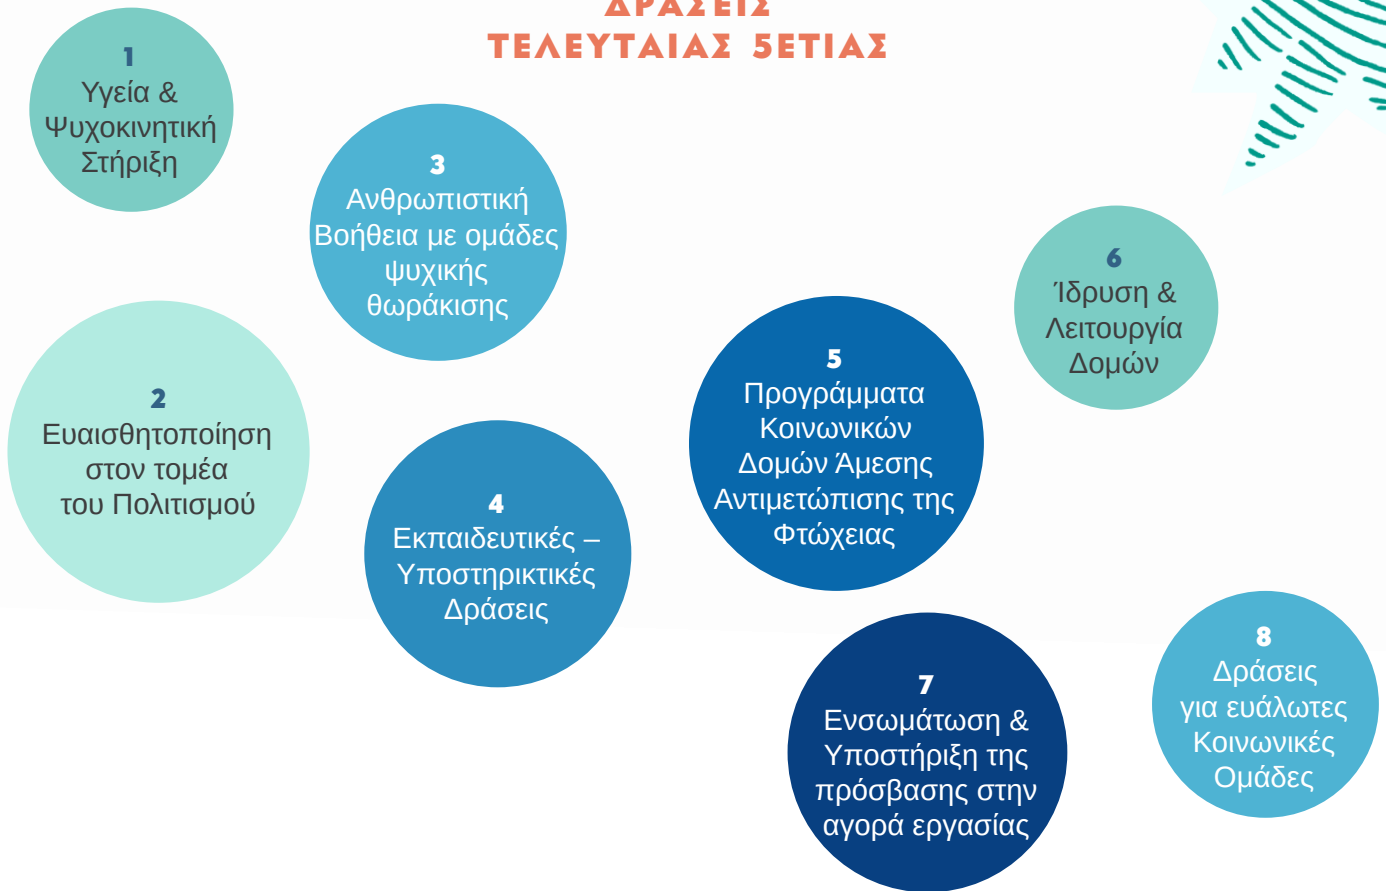 ΔΡΑΣΕΙΣ
ΤΕΛΕΥΤΑΙΑΣ 5ΕΤΙΑΣ
1
Υγεία &
Ψυχοκινητική
Στήριξη
2
Ευαισθητοποίηση
στον τομέα
του Πολιτισμού
3
Ανθρωπιστική
Βοήθεια με ομάδες
ψυχικής
θωράκισης
4
Εκπαιδευτικές –
Υποστηρικτικές
Δράσεις
5
Προγράμματα
Κοινωνικών
Δομών Άμεσης
Αντιμετώπισης της
Φτώχειας
6
Ίδρυση &
Λειτουργία
Δομών
7
Ενσωμάτωση &
Υποστήριξη της
πρόσβασης στην
αγορά εργασίας
8
Δράσεις
για ευάλωτες
Κοινωνικές
Ομάδες